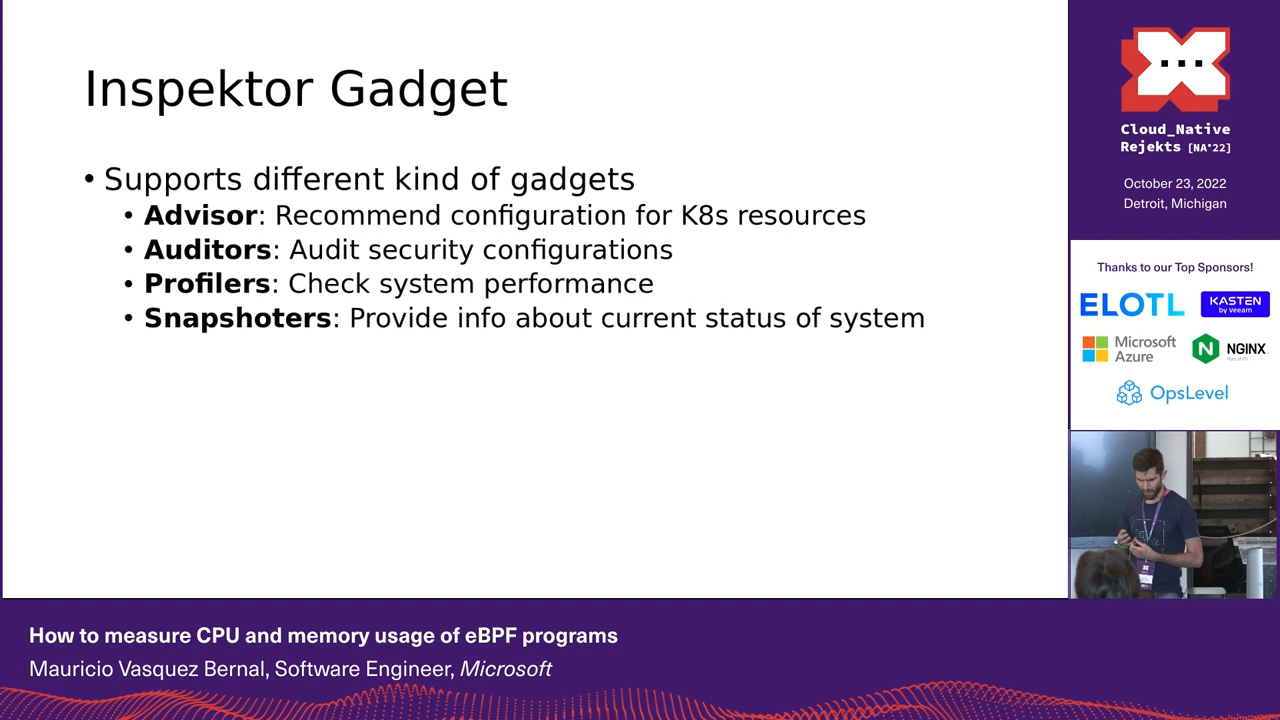 Inspektor Gadget
• Supports different kind of gadgets
• Advisor: Recommend configuration for K8s resources
• Auditors: Audit security configurations
• Profilers: Check system performance
• Snapshoters: Provide info about current status of system
Cloud_Native
Rejekts [NA'22]
October 23, 2022
Detroit, Michigan
Thanks to our Top Sponsors!
ELOTL
KASTEN
by Veeam
Microsoft
Azure
N
NGINX
Part of F5
OpsLevel
How to measure CPU and memory usage of eBPF programs
Mauricio Vasquez Bernal, Software Engineer, Microsoft